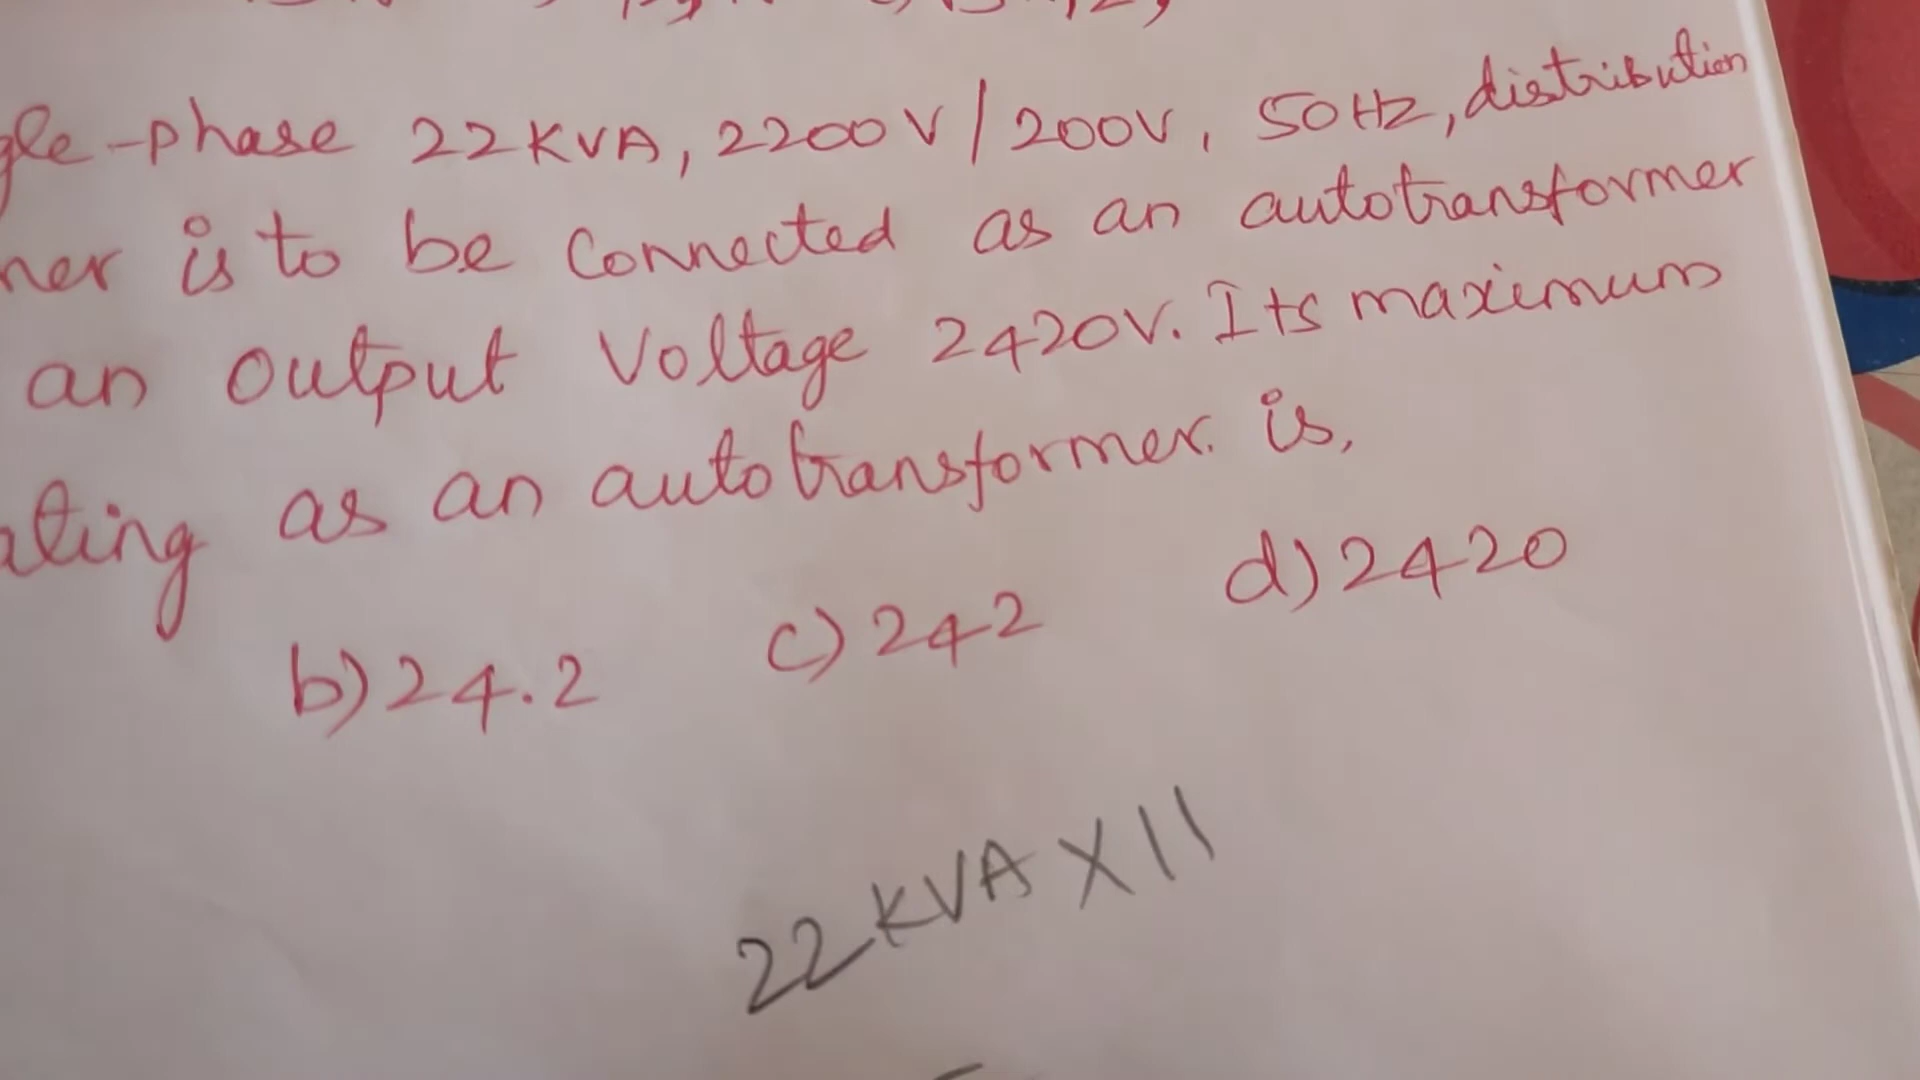 gle-phase 22KVA, 2200V/200V, 50HZ, distribution
mer is to be Connected as an autotransformer
an output Voltage 2420V. Its maximum
ating as an autotransformer. is,
b)24.2 c)242 d)2420
22KVA X 11